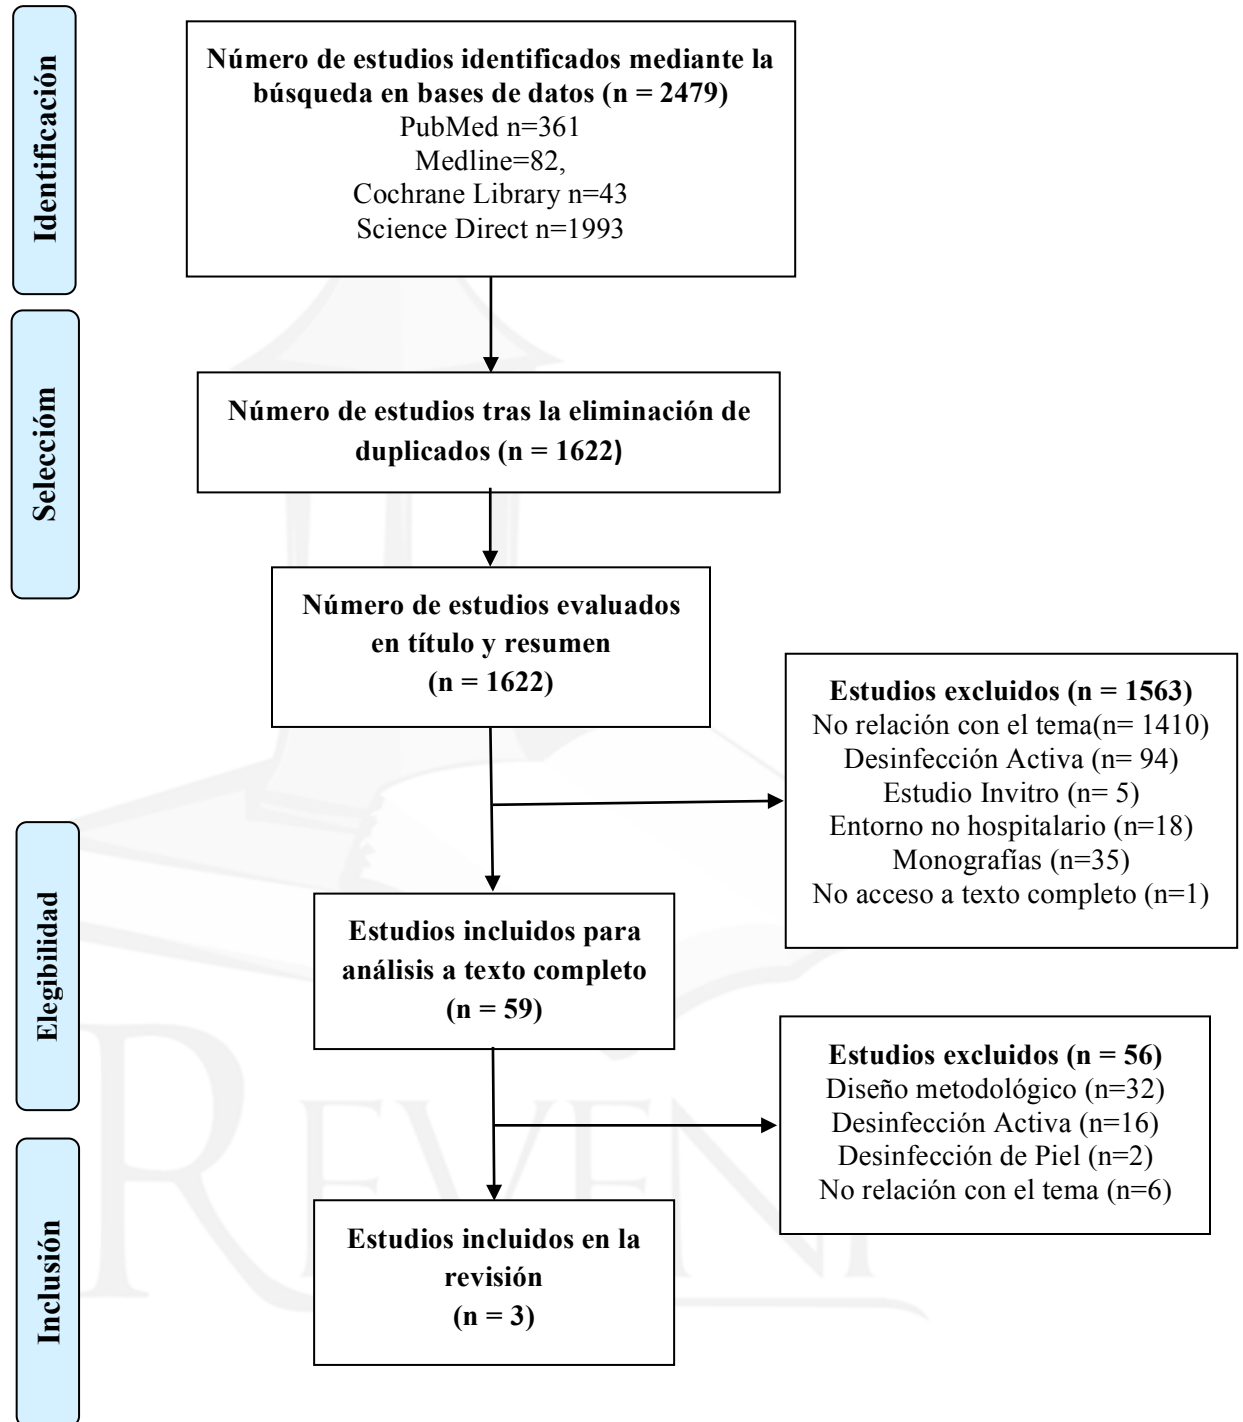 Identificación
Número de estudios identificados mediante la
búsqueda en bases de datos (n = 2479)
PubMed n=361
Medline=82,
Cochrane Library n=43
Science Direct n=1993
Seleccióm
Número de estudios tras la eliminación de
duplicados (n = 1622)
Número de estudios evaluados
en título y resumen
(n = 1622)
Estudios excluidos (n = 1563)
No relación con el tema(n= 1410)
Desinfección Activa (n= 94)
Estudio Invitro (n= 5)
Entorno no hospitalario (n=18)
Monografías (n=35)
No acceso a texto completo (n=1)
Elegibilidad
Estudios incluidos para
análisis a texto completo
(n = 59)
Estudios excluidos (n = 56)
Diseño metodológico (n=32)
Desinfección Activa (n=16)
Desinfección de Piel (n=2)
No relación con el tema (n=6)
Inclusión
Estudios incluidos en la
revisión
(n = 3)
REVENF